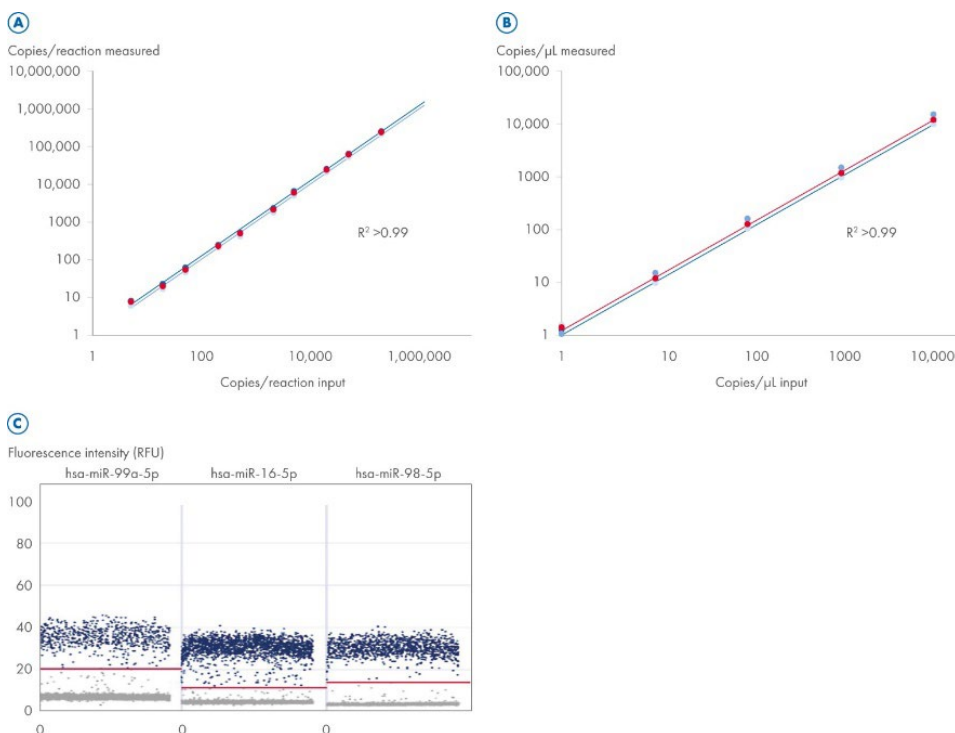 A
Copies/reaction measured
10,000,000
1,000,000
100,000
10,000
1000
100
10
1
R² >0.99
1 100 10,000 1,000,000
Copies/reaction input
B
Copies/µL measured
100,000
10,000
1000
100
10
1
R² >0.99
1 10 100 1000 10,000
Copies/µL input
C
Fluorescence intensity (RFU)
hsa-miR-99a-5p hsa-miR-16-5p hsa-miR-98-5p
100
80
60
40
20
0
0 0 0